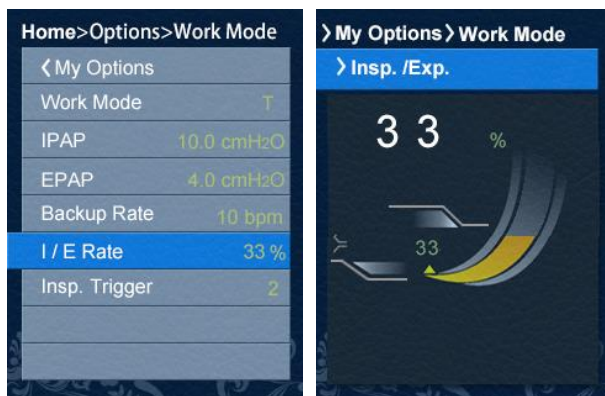 Home>Options>Work Mode
❮ My Options
Work Mode T
IPAP 10.0 cmH2O
EPAP 4.0 cmH2O
Backup Rate 10 bpm
I / E Rate 33 %
Insp. Trigger 2
❯ My Options ❯ Work Mode
❯ Insp. /Exp.
3 3 %
33